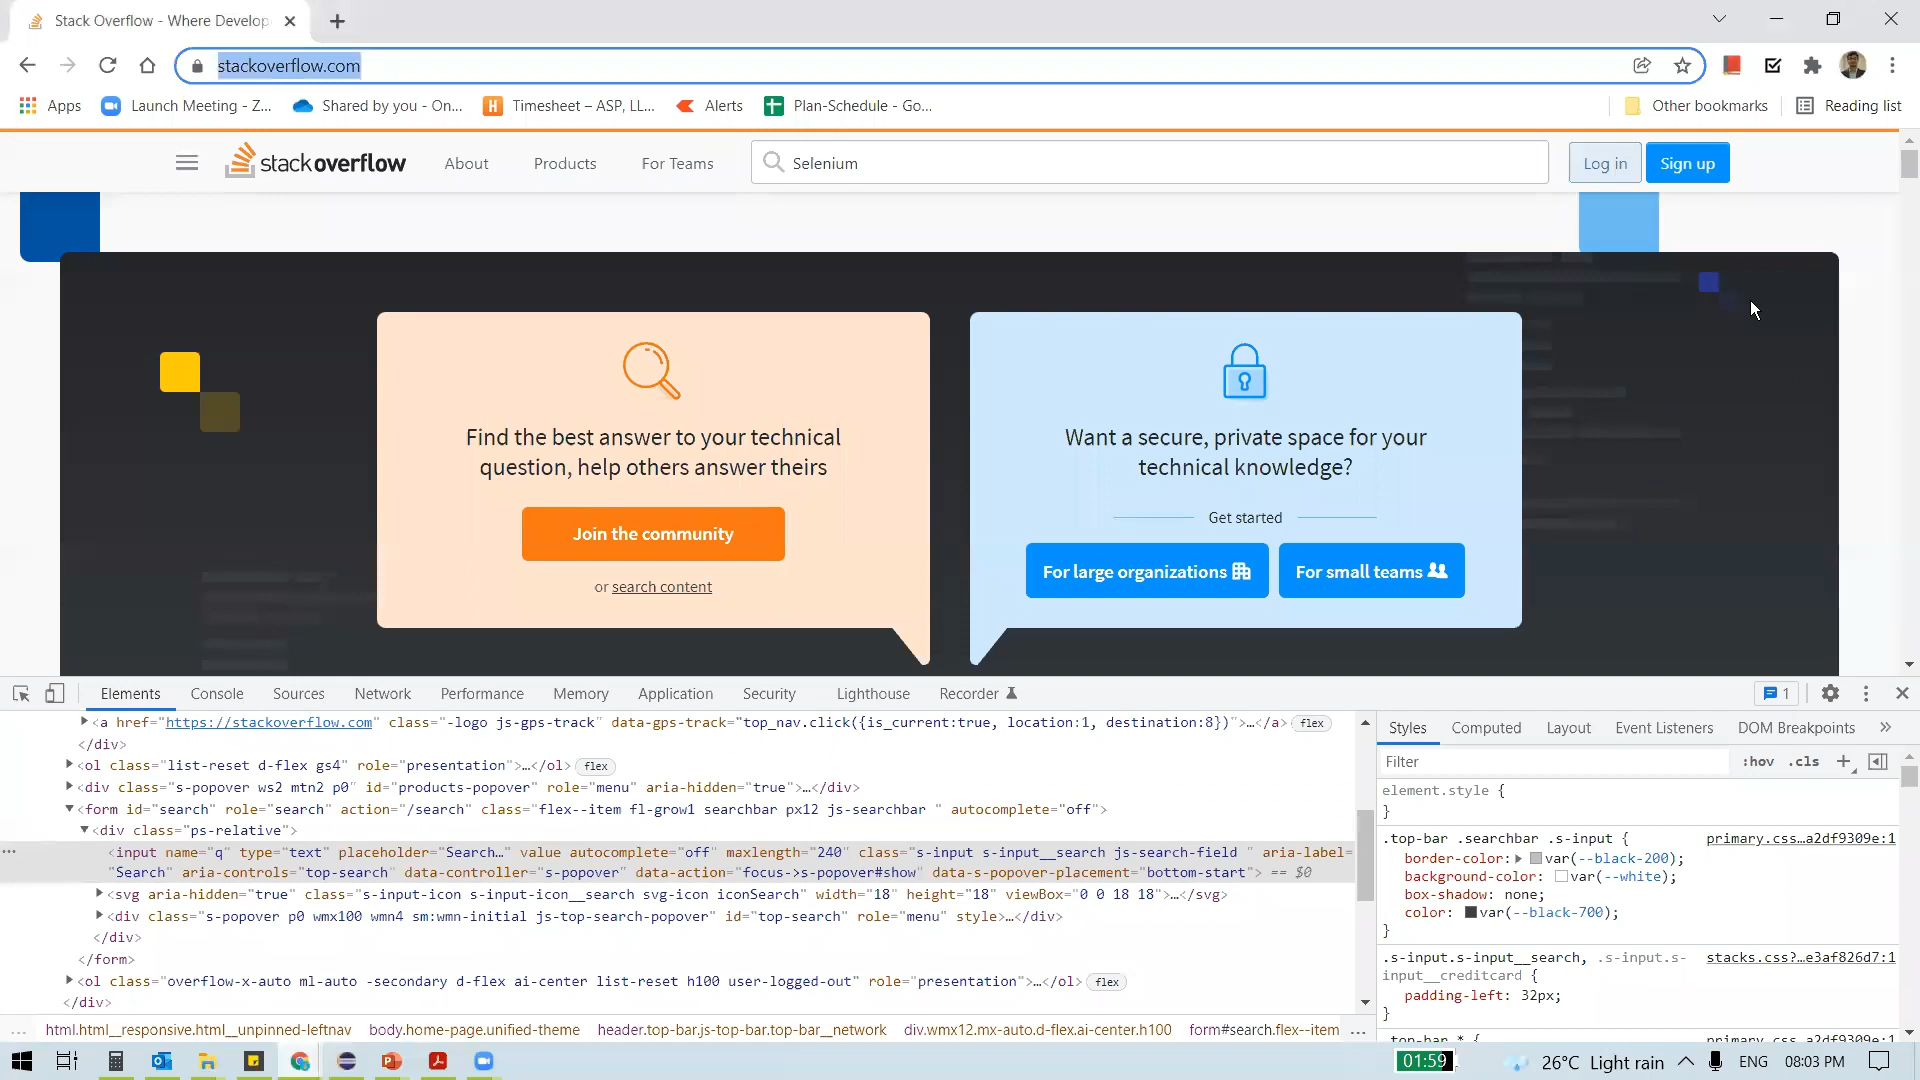 Stack Overflow - Where Develop
stackoverflow.com
Apps Launch Meeting - Z... Shared by you - On... Timesheet – ASP, LL... Alerts Plan-Schedule - Go... Other bookmarks Reading list
stackoverflow About Products For Teams Selenium Log in Sign up
Find the best answer to your technical
question, help others answer theirs
Join the community
or search content
Want a secure, private space for your
technical knowledge?
Get started
For large organizations For small teams
Elements Console Sources Network Performance Memory Application Security Lighthouse Recorder 1
<a href="https://stackoverflow.com" class="-logo js-gps-track" data-gps-track="top_nav.click({is_current:true, location:1, destination:8})">…</a> flex
</div>
<ol class="list-reset d-flex gs4" role="presentation">…</ol> flex
<div class="s-popover ws2 mtn2 p0" id="products-popover" role="menu" aria-hidden="true">…</div>
<form id="search" role="search" action="/search" class="flex--item fl-grow1 searchbar px12 js-searchbar " autocomplete="off">
<div class="ps-relative">
… <input name="q" type="text" placeholder="Search…" value autocomplete="off" maxlength="240" class="s-input s-input__search js-search-field " aria-label=
"Search" aria-controls="top-search" data-controller="s-popover" data-action="focus->s-popover#show" data-s-popover-placement="bottom-start"> == $0
<svg aria-hidden="true" class="s-input-icon s-input-icon__search svg-icon iconSearch" width="18" height="18" viewBox="0 0 18 18">…</svg>
<div class="s-popover p0 wmx100 wmn4 sm:wmn-initial js-top-search-popover" id="top-search" role="menu" style>…</div>
</div>
</form>
<ol class="overflow-x-auto ml-auto -secondary d-flex ai-center list-reset h100 user-logged-out" role="presentation">…</ol> flex
</div>
... html.html__responsive.html__unpinned-leftnav body.home-page.unified-theme header.top-bar.js-top-bar.top-bar__network div.wmx12.mx-auto.d-flex.ai-center.h100 form#search.flex--item ...
Styles Computed Layout Event Listeners DOM Breakpoints »
Filter :hov .cls +
element.style {
}
.top-bar .searchbar .s-input { primary.css…a2df9309e:1
border-color: var(--black-200);
background-color: var(--white);
box-shadow: none;
color: var(--black-700);
}
.s-input.s-input__search, .s-input.s- stacks.css?…e3af826d7:1
input__creditcard {
padding-left: 32px;
}
.top-bar * { primary.css…a2df9309e:1
01:59 26°C Light rain ENG 08:03 PM